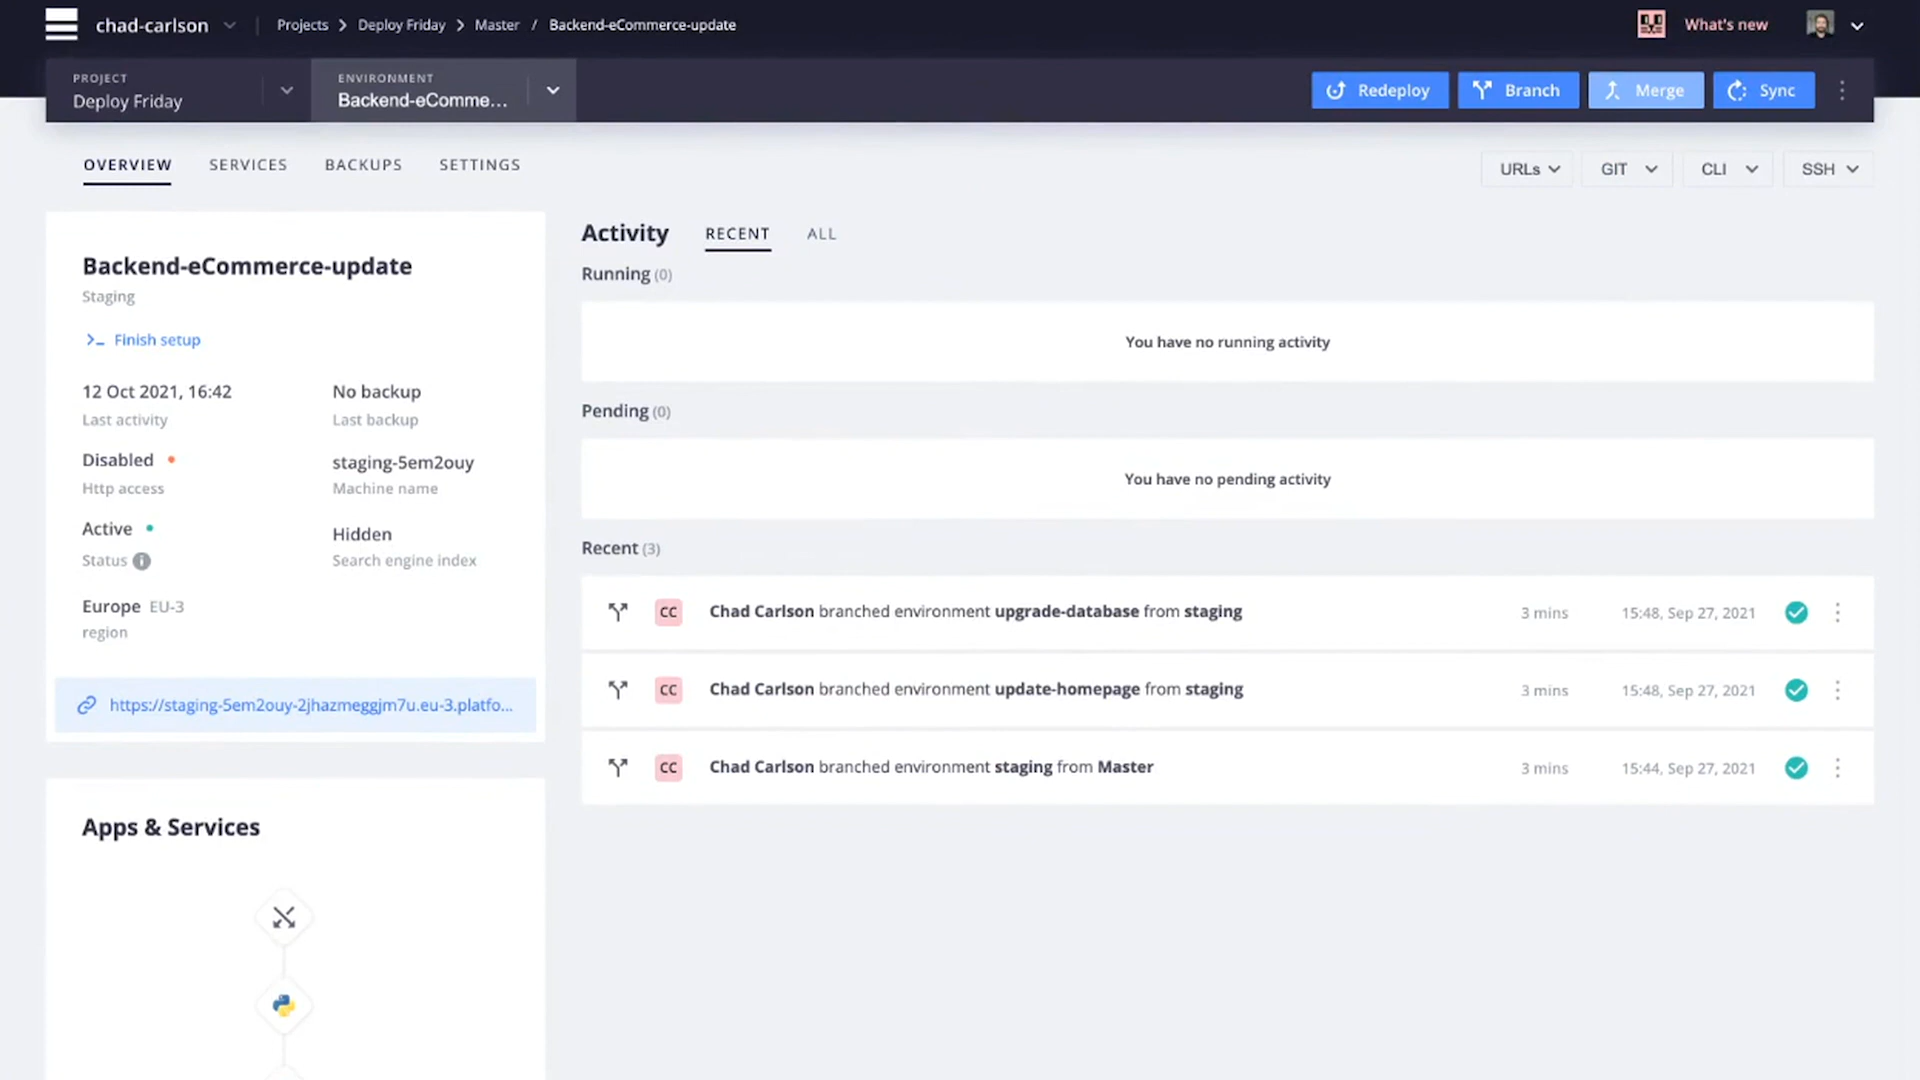 chad-carlson
Projects > Deploy Friday > Master / Backend-eCommerce-update
What's new
PROJECT
Deploy Friday
ENVIRONMENT
Backend-eComme...
Redeploy
Branch
Merge
Sync
OVERVIEW
SERVICES
BACKUPS
SETTINGS
URLs
GIT
CLI
SSH
Backend-eCommerce-update
Staging
Finish setup
12 Oct 2021, 16:42
Last activity
No backup
Last backup
Disabled
Http access
staging-5em2ouy
Machine name
Active
Status
Hidden
Search engine index
Europe EU-3
region
https://staging-5em2ouy-2jhazmeggjm7u.eu-3.platfo...
Apps & Services
Activity
RECENT
ALL
Running (0)
You have no running activity
Pending (0)
You have no pending activity
Recent (3)
CC Chad Carlson branched environment upgrade-database from staging 3 mins 15:48, Sep 27, 2021
CC Chad Carlson branched environment update-homepage from staging 3 mins 15:48, Sep 27, 2021
CC Chad Carlson branched environment staging from Master 3 mins 15:44, Sep 27, 2021